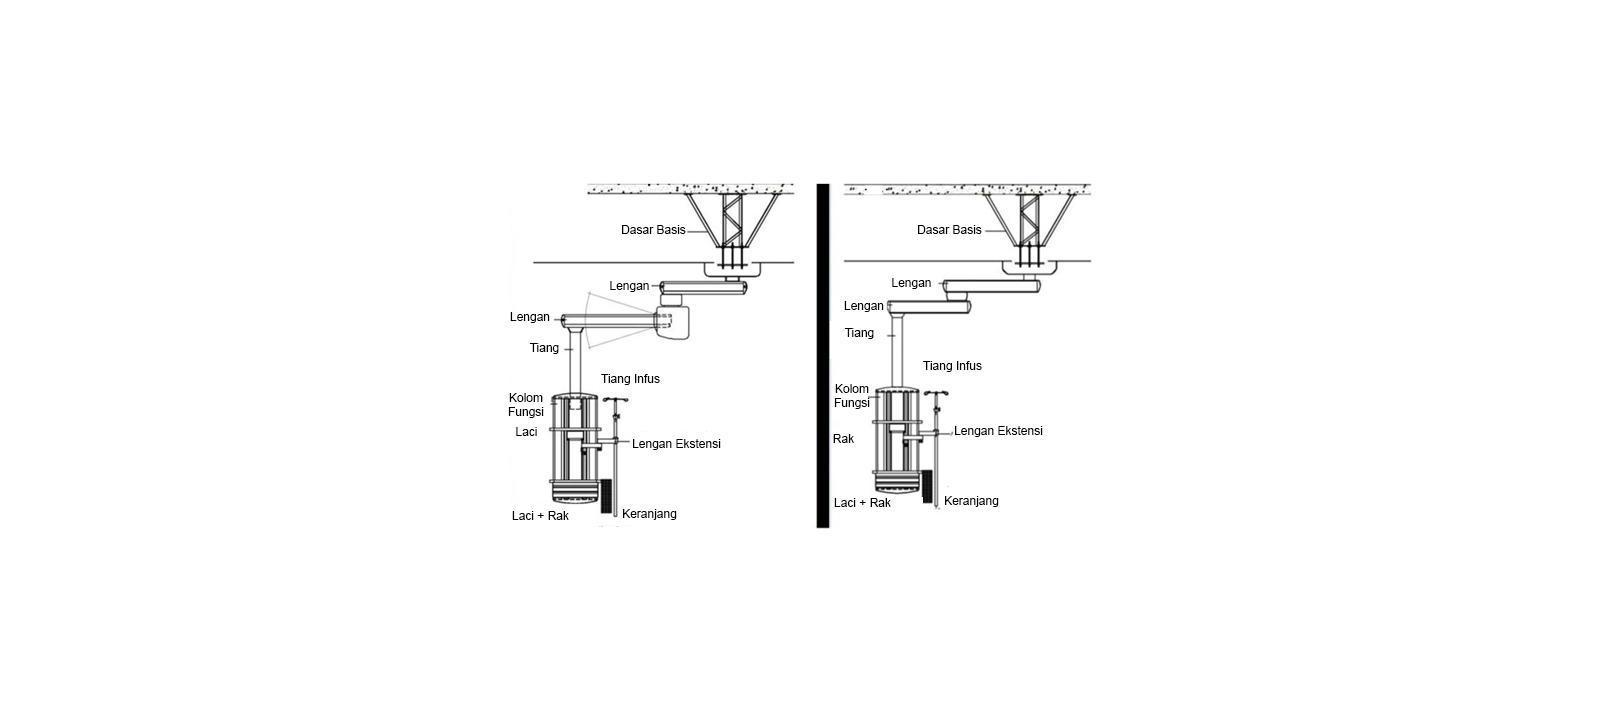 Dasar Basis
Lengan
Lengan
Tiang
Tiang Infus
Kolom
Fungsi
Laci
Lengan Ekstensi
Laci + Rak
Keranjang
Dasar Basis
Lengan
Lengan
Tiang
Tiang Infus
Kolom
Fungsi
Rak
Lengan Ekstensi
Laci + Rak
Keranjang